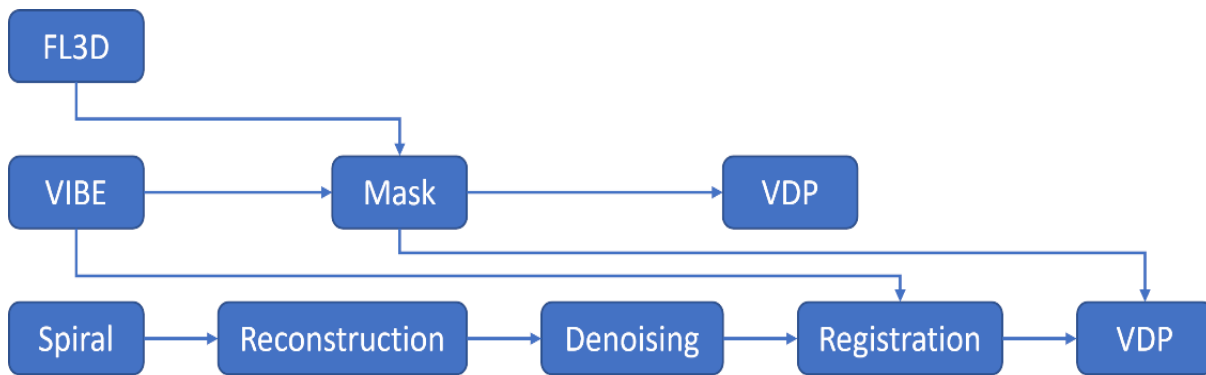 FL3D
VIBE
Mask
VDP
Spiral
Reconstruction
Denoising
Registration
VDP